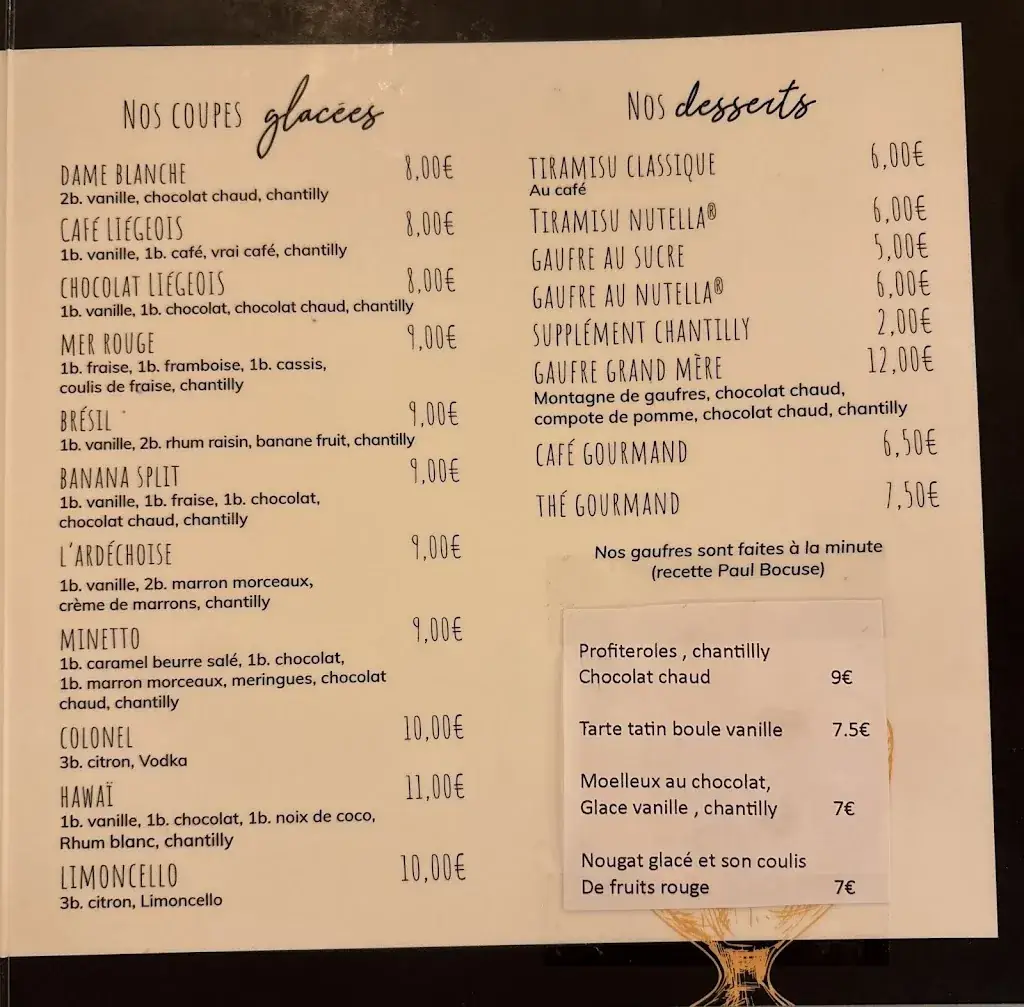 Nos coupes glacées
DAME BLANCHE 8,00€
2b. vanille, chocolat chaud, chantilly
CAFÉ LIÉGEOIS 8,00€
1b. vanille, 1b. café, vrai café, chantilly
CHOCOLAT LIÉGEOIS 8,00€
1b. vanille, 1b. chocolat, chocolat chaud, chantilly
MER ROUGE 9,00€
1b. fraise, 1b. framboise, 1b. cassis,
coulis de fraise, chantilly
BRÉSIL 9,00€
1b. vanille, 2b. rhum raisin, banane fruit, chantilly
BANANA SPLIT 9,00€
1b. vanille, 1b. fraise, 1b. chocolat,
chocolat chaud, chantilly
L'ARDÉCHOISE 9,00€
1b. vanille, 2b. marron morceaux,
crème de marrons, chantilly
MINETTO 9,00€
1b. caramel beurre salé, 1b. chocolat,
1b. marron morceaux, meringues, chocolat
chaud, chantilly
COLONEL 10,00€
3b. citron, Vodka
HAWAÏ 11,00€
1b. vanille, 1b. chocolat, 1b. noix de coco,
Rhum blanc, chantilly
LIMONCELLO 10,00€
3b. citron, Limoncello
Nos desserts
TIRAMISU CLASSIQUE 6,00€
Au café
TIRAMISU NUTELLA® 6,00€
GAUFRE AU SUCRE 5,00€
GAUFRE AU NUTELLA® 6,00€
SUPPLÉMENT CHANTILLY 2,00€
GAUFRE GRAND MÈRE 12,00€
Montagne de gaufres, chocolat chaud,
compote de pomme, chocolat chaud, chantilly
CAFÉ GOURMAND 6,50€
THÉ GOURMAND 7,50€
Nos gaufres sont faites à la minute
(recette Paul Bocuse)
Profiteroles , chantillly
Chocolat chaud 9€
Tarte tatin boule vanille 7.5€
Moelleux au chocolat,
Glace vanille , chantilly 7€
Nougat glacé et son coulis
De fruits rouge 7€